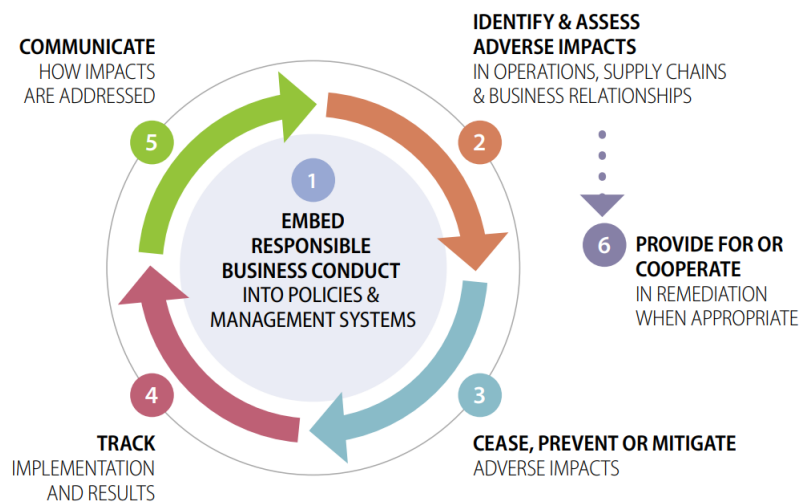 1
EMBED
RESPONSIBLE
BUSINESS CONDUCT
INTO POLICIES &
MANAGEMENT SYSTEMS
2
IDENTIFY & ASSESS
ADVERSE IMPACTS
IN OPERATIONS, SUPPLY CHAINS
& BUSINESS RELATIONSHIPS
3
CEASE, PREVENT OR MITIGATE
ADVERSE IMPACTS
4
TRACK
IMPLEMENTATION
AND RESULTS
5
COMMUNICATE
HOW IMPACTS
ARE ADDRESSED
6
PROVIDE FOR OR
COOPERATE
IN REMEDIATION
WHEN APPROPRIATE